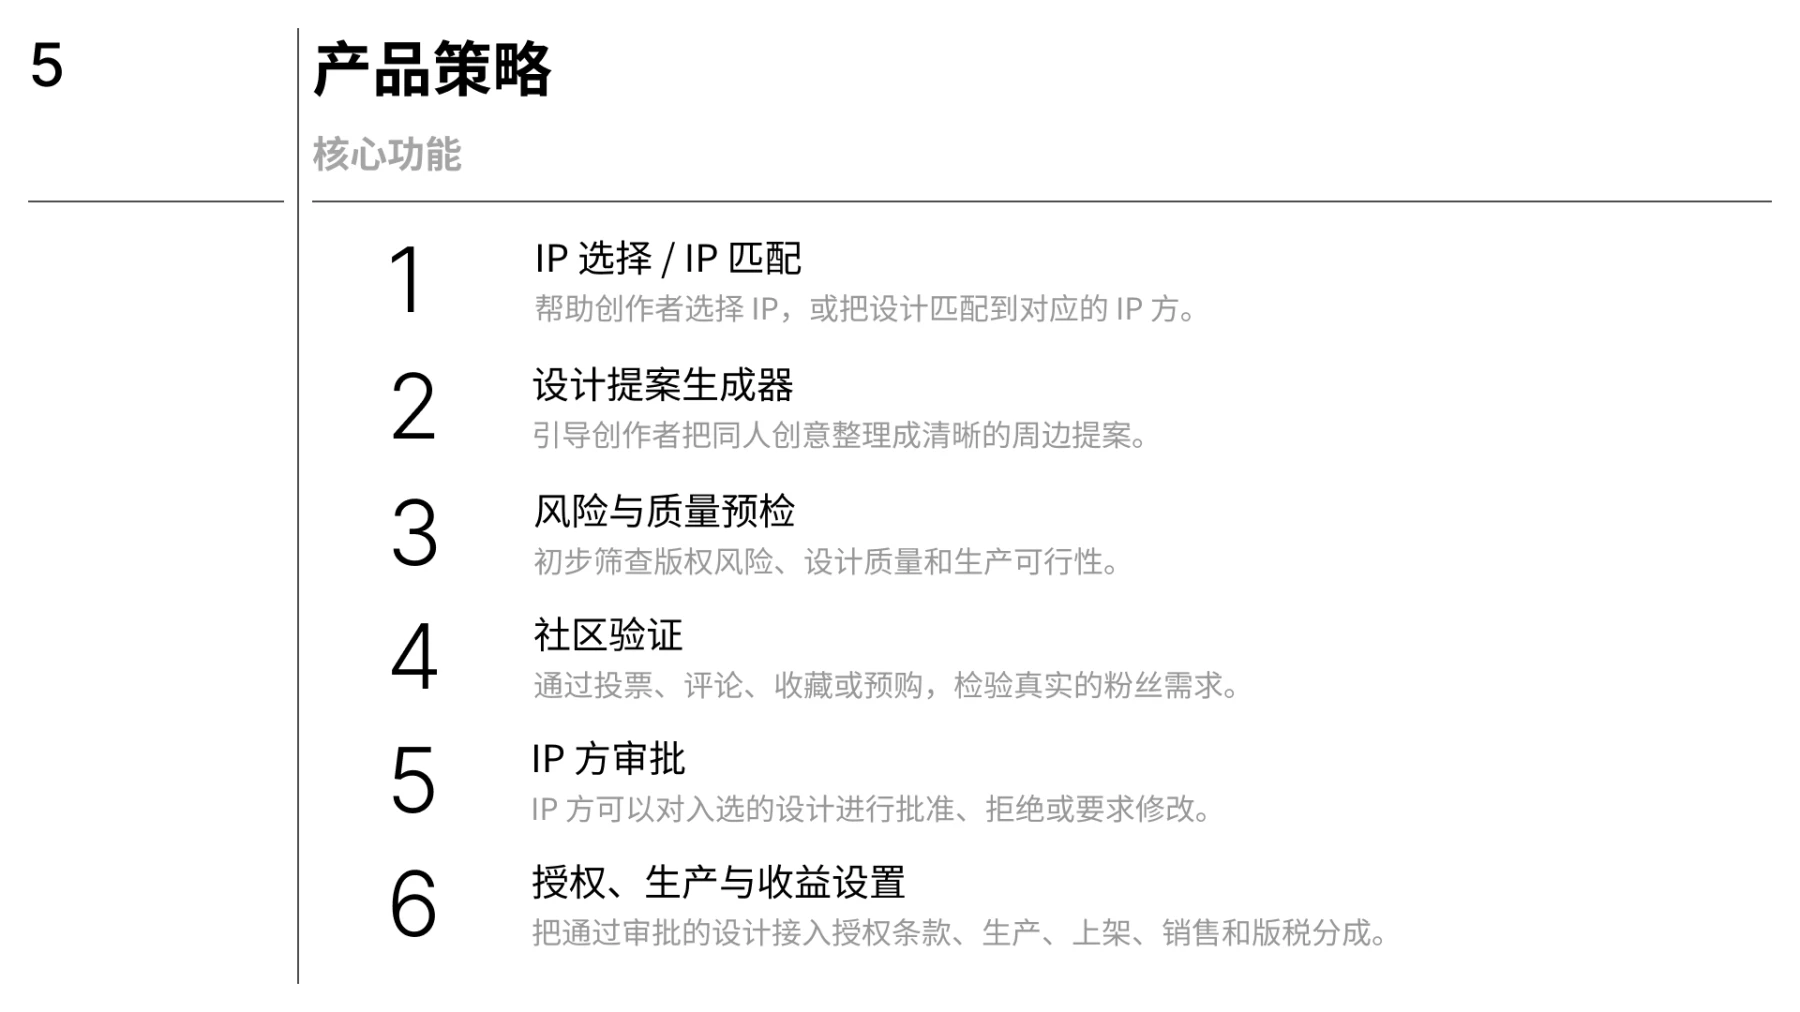 5
产品策略
核心功能
1
IP 选择 / IP 匹配
帮助创作者选择 IP，或把设计匹配到对应的 IP 方。
2
设计提案生成器
引导创作者把同人创意整理成清晰的周边提案。
3
风险与质量预检
初步筛查版权风险、设计质量和生产可行性。
4
社区验证
通过投票、评论、收藏或预购，检验真实的粉丝需求。
5
IP 方审批
IP 方可以对入选的设计进行批准、拒绝或要求修改。
6
授权、生产与收益设置
把通过审批的设计接入授权条款、生产、上架、销售和版税分成。